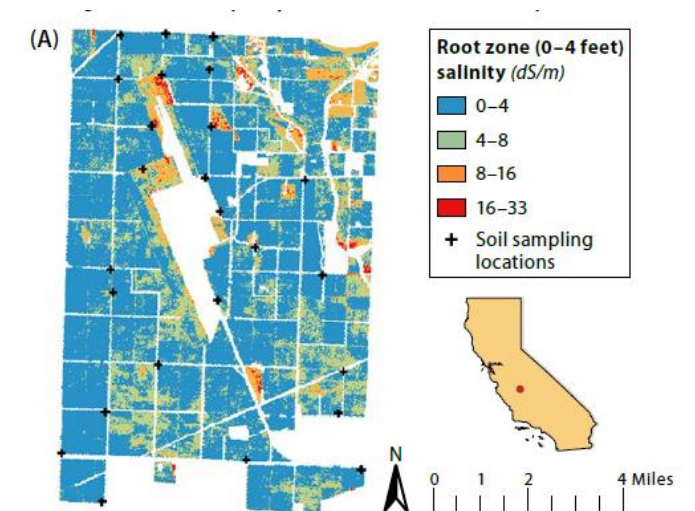 (A)
Root zone (0–4 feet)
salinity (dS/m)
0–4
4–8
8–16
16–33
+ Soil sampling
locations
N
0 1 2 4 Miles